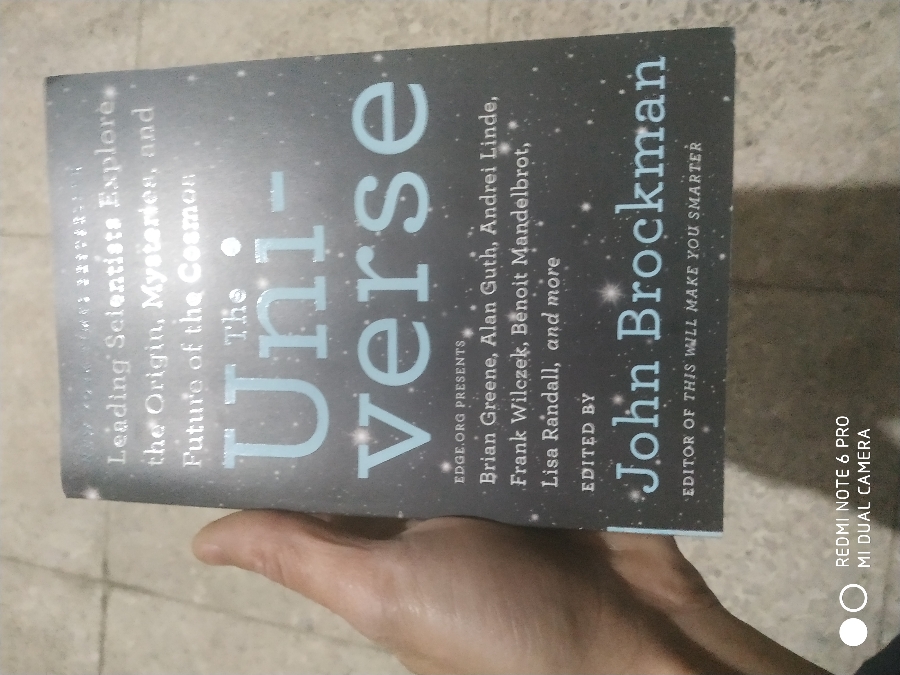 Leading Scientists Explore
the Origin, Mysteries, and
Future of the Cosmos
The
Uni-
verse
EDGE.ORG PRESENTS
Brian Greene, Alan Guth, Andrei Linde,
Frank Wilczek, Benoit Mandelbrot,
Lisa Randall, and more
EDITED BY
John Brockman
EDITOR OF THIS WILL MAKE YOU SMARTER
REDMI NOTE 6 PRO
MI DUAL CAMERA